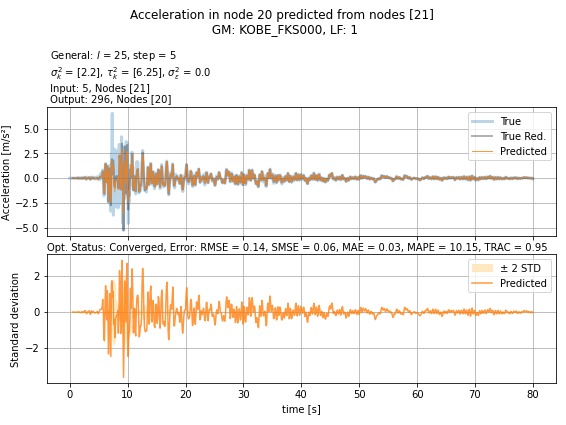 Acceleration in node 20 predicted from nodes [21]
GM: KOBE_FKS000, LF: 1
General: l = 25, step = 5
σ²ₖ = [2.2], τ²ₖ = [6.25], σ²ε = 0.0
Input: 5, Nodes [21]
Output: 296, Nodes [20]
Acceleration [m/s²]
5.0
2.5
0.0
−2.5
−5.0
True
True Red.
Predicted
Opt. Status: Converged, Error: RMSE = 0.14, SMSE = 0.06, MAE = 0.03, MAPE = 10.15, TRAC = 0.95
Standard deviation
2
0
−2
± 2 STD
Predicted
0 10 20 30 40 50 60 70 80
time [s]